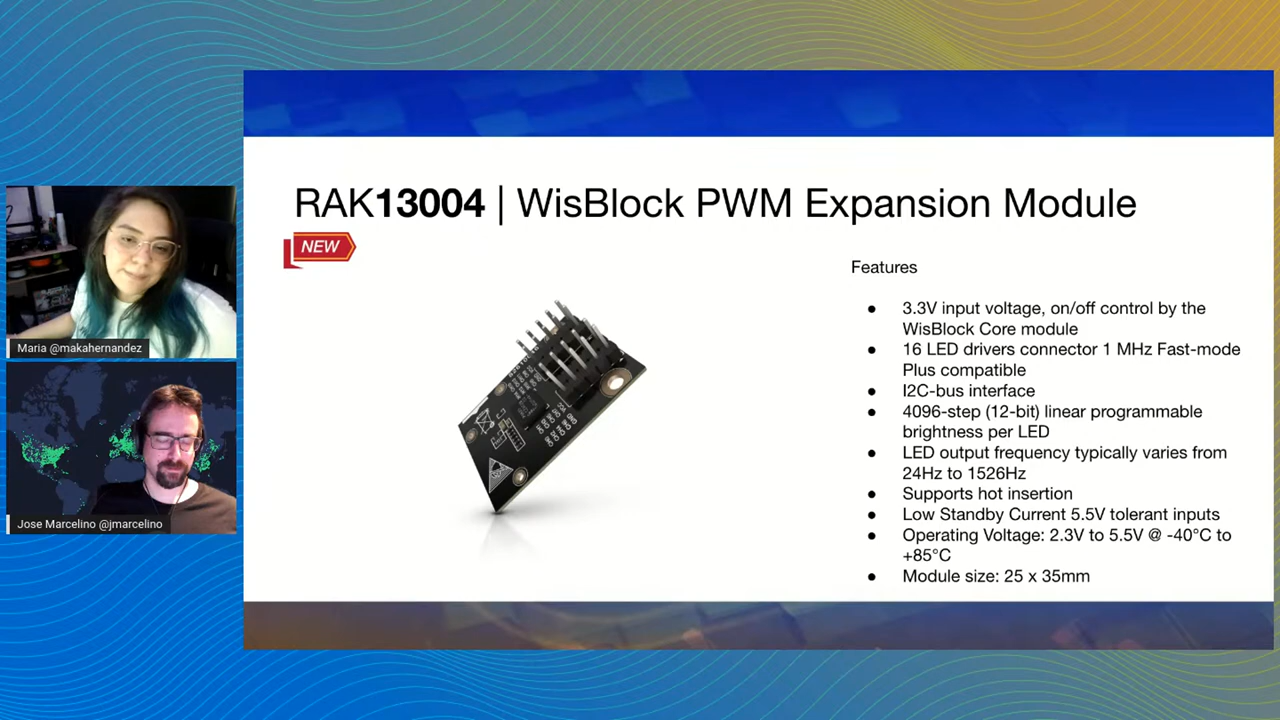 RAK13004 | WisBlock PWM Expansion Module
NEW
Features
● 3.3V input voltage, on/off control by the
WisBlock Core module
● 16 LED drivers connector 1 MHz Fast-mode
Plus compatible
● I2C-bus interface
● 4096-step (12-bit) linear programmable
brightness per LED
● LED output frequency typically varies from
24Hz to 1526Hz
● Supports hot insertion
● Low Standby Current 5.5V tolerant inputs
● Operating Voltage: 2.3V to 5.5V @ -40°C to
+85°C
● Module size: 25 x 35mm
Maria @makahernandez
Jose Marcelino @jmarcelino